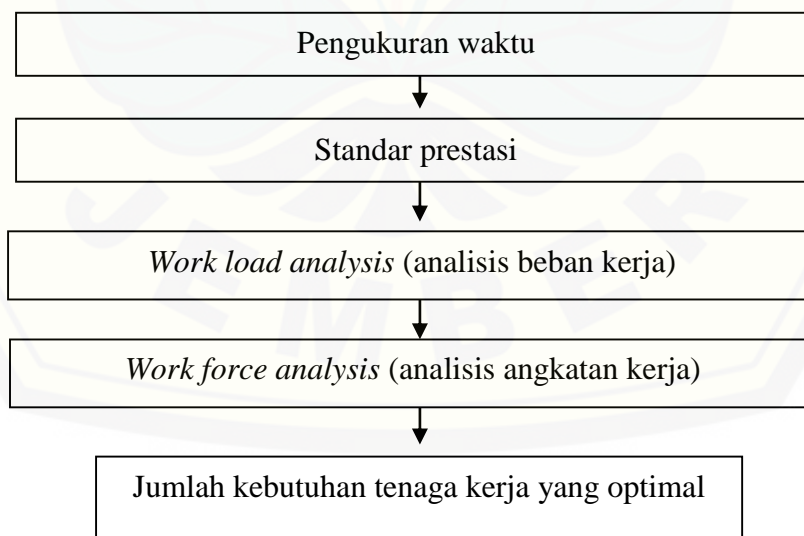 Pengukuran waktu
Standar prestasi
Work load analysis (analisis beban kerja)
JEMBER
Work force analysis (analisis angkatan kerja)
Jumlah kebutuhan tenaga kerja yang optimal